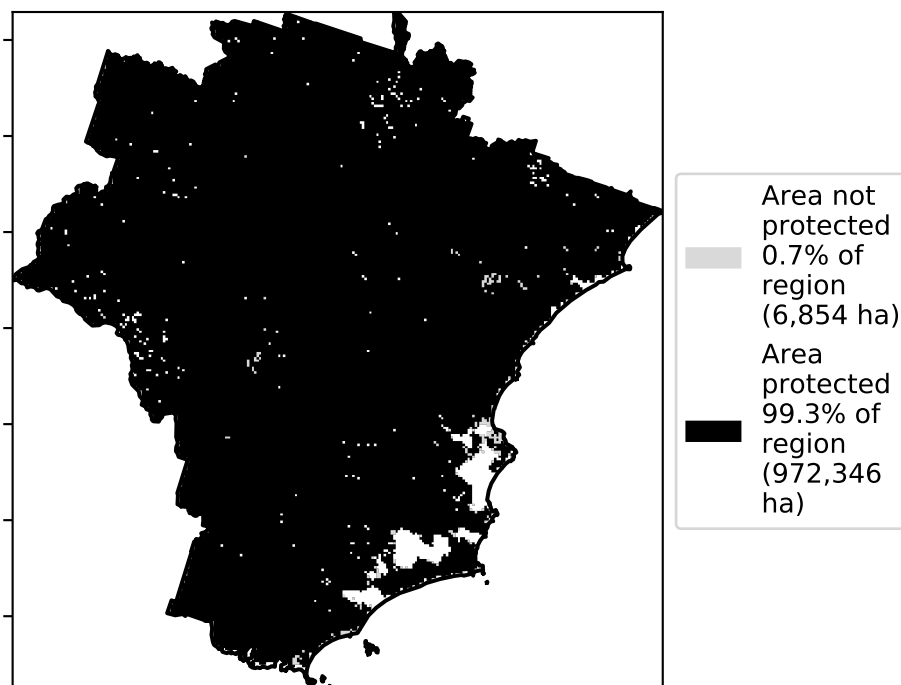 Area not
protected
0.7% of
region
(6,854 ha)
Area
protected
99.3% of
region
(972,346
ha)